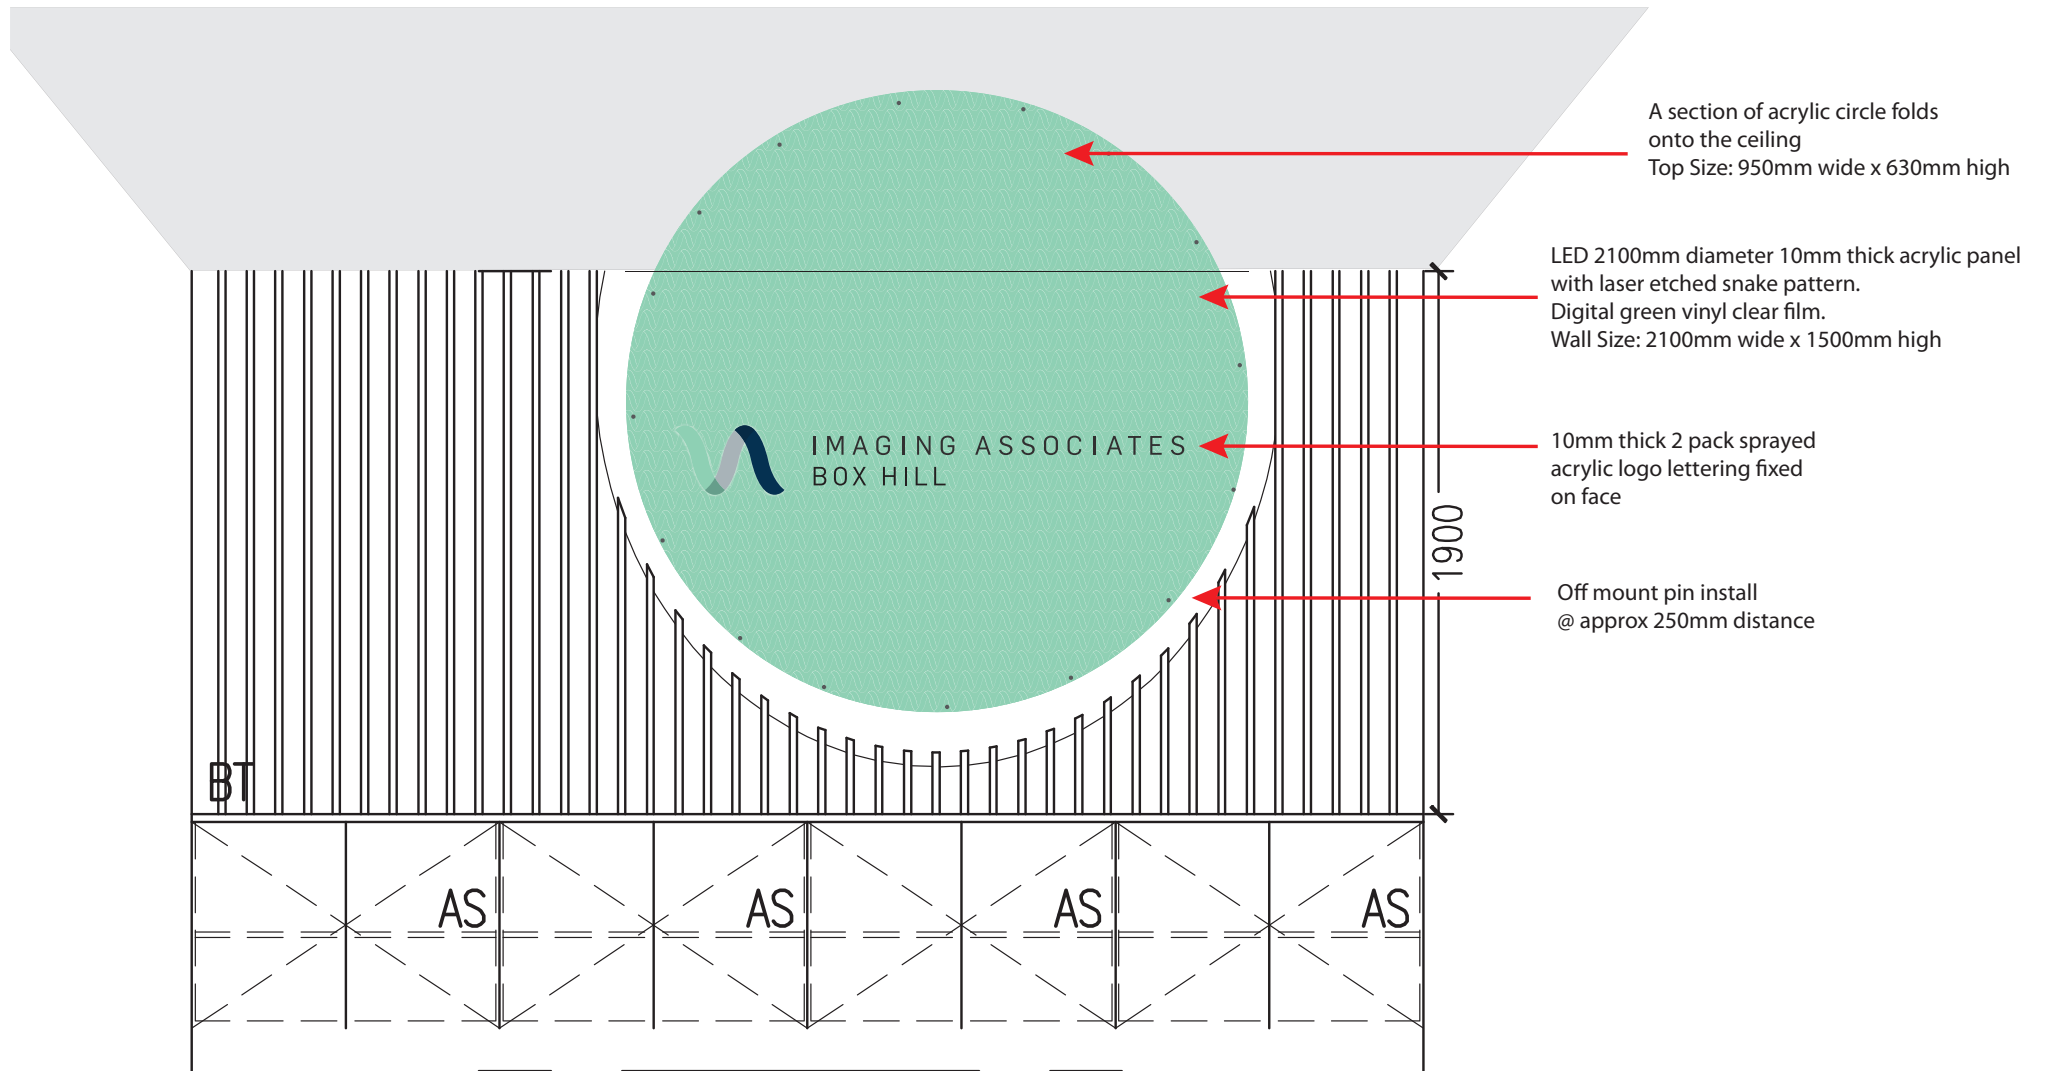 A section of acrylic circle folds
onto the ceiling
Top Size: 950mm wide x 630mm high
LED 2100mm diameter 10mm thick acrylic panel
with laser etched snake pattern.
Digital green vinyl clear film.
Wall Size: 2100mm wide x 1500mm high
IMAGING ASSOCIATES
BOX HILL
10mm thick 2 pack sprayed
acrylic logo lettering fixed
on face
1900
Off mount pin install
@ approx 250mm distance
BT
AS
AS
AS
AS